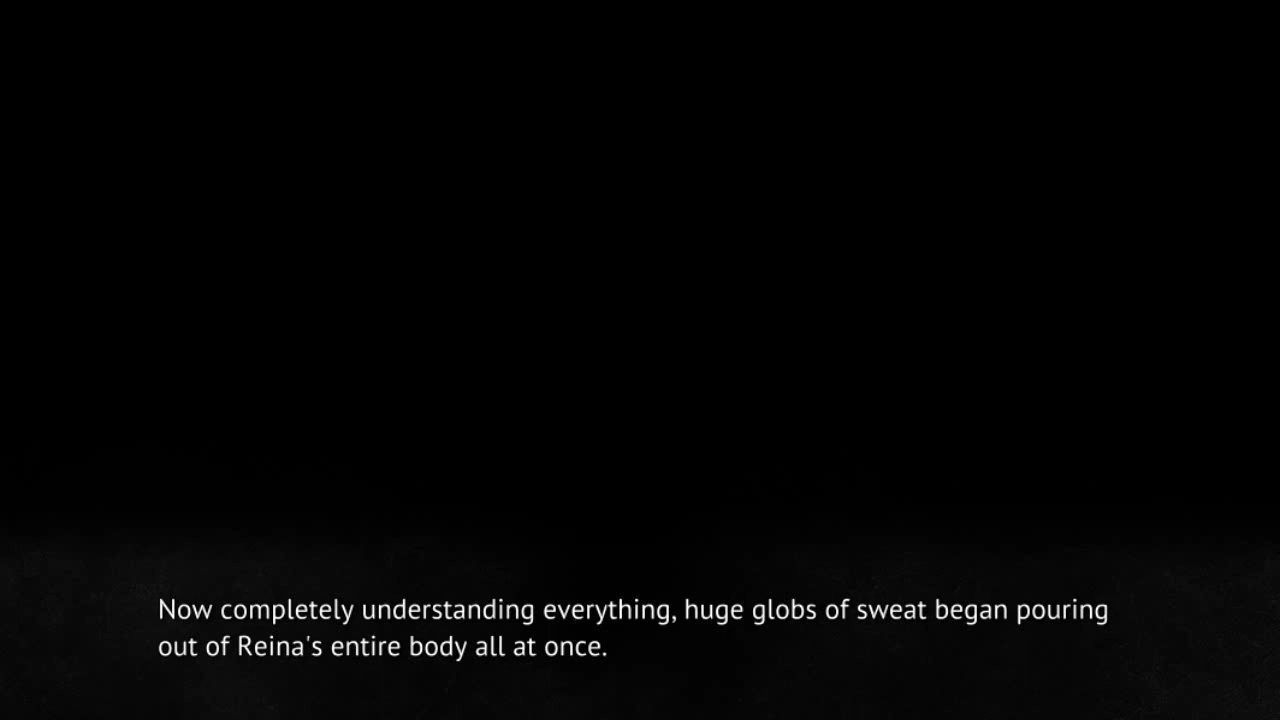 Now completely understanding everything, huge globs of sweat began pouring
out of Reina's entire body all at once.